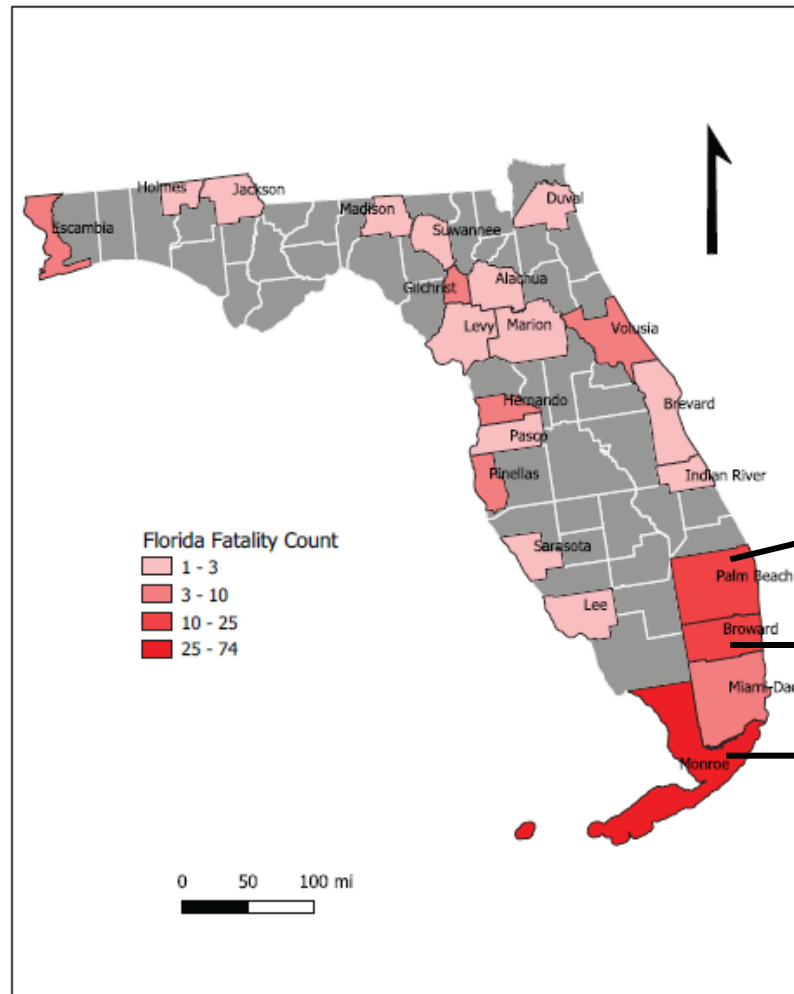 Holmes
Jackson
Escambia
Madison
Duval
Suwannee
Gilchrist
Alachua
Levy
Marion
Volusia
Hernando
Brevard
Pasco
Pinellas
Indian River
Florida Fatality Count
1 - 3
3 - 10
10 - 25
25 - 74
Sarasota
Palm Beach
Lee
Broward
Miami-Dad
Monroe
0 50 100 mi